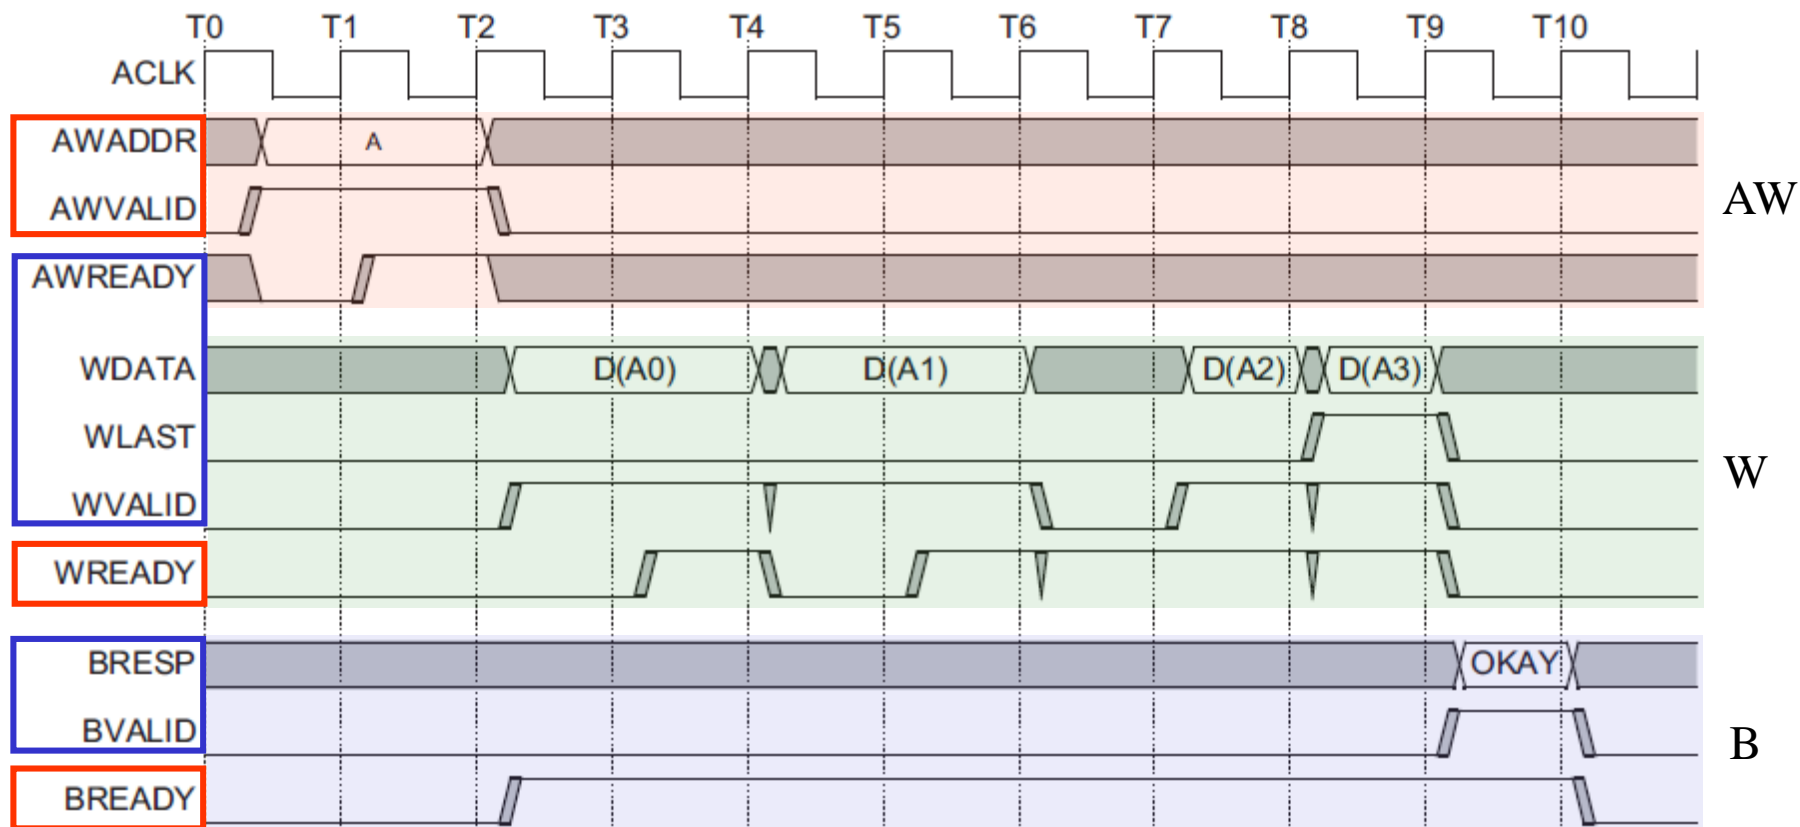 T0 T1 T2 T3 T4 T5 T6 T7 T8 T9 T10
ACLK
AWADDR A
AWVALID
AW
AWREADY
WDATA D(A0) D(A1) D(A2) D(A3)
WLAST
W
WVALID
WREADY
BRESP OKAY
BVALID
B
BREADY